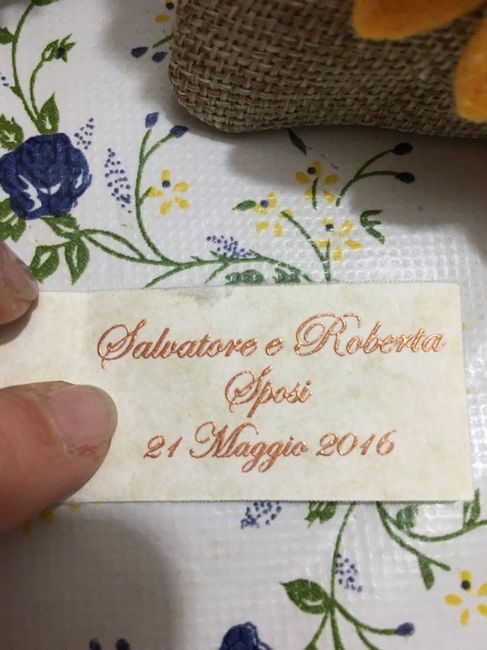 Salvatore e Roberta
Sposi
21 Maggio 2016